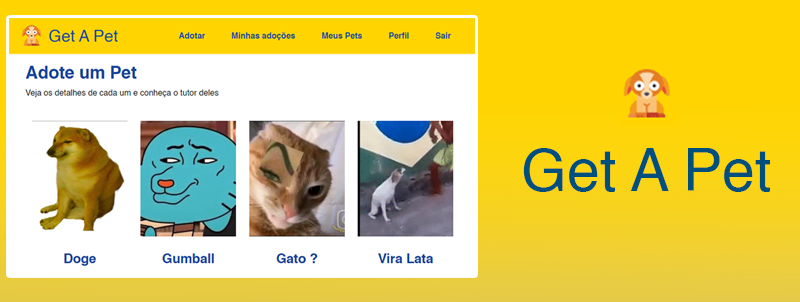 Get A Pet
Adotar Minhas adoções Meus Pets Perfil Sair
Adote um Pet
Veja os detalhes de cada um e conheça o tutor deles
Doge Gumball Gato ? Vira Lata
Get A Pet